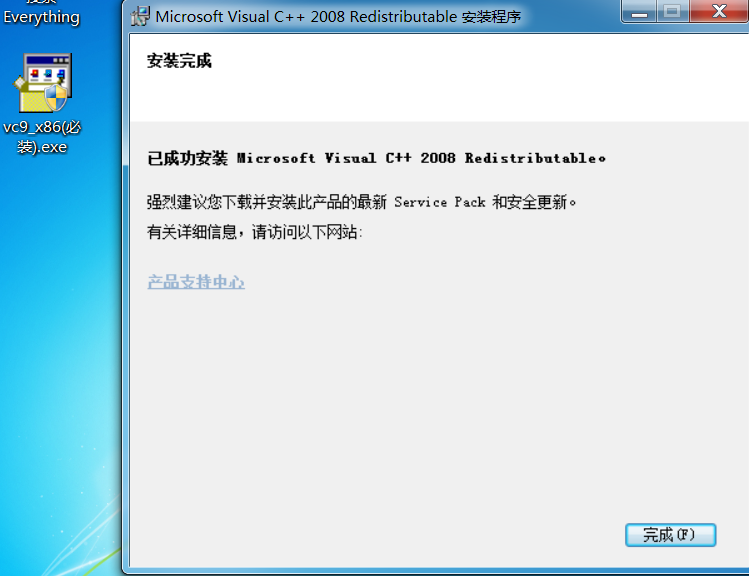 搜索
Everything
vc9_x86(必
装).exe
Microsoft Visual C++ 2008 Redistributable 安装程序
安装完成
已成功安装 Microsoft Visual C++ 2008 Redistributable。
强烈建议您下载并安装此产品的最新 Service Pack 和安全更新。
有关详细信息，请访问以下网站:
产品支持中心
完成(F)